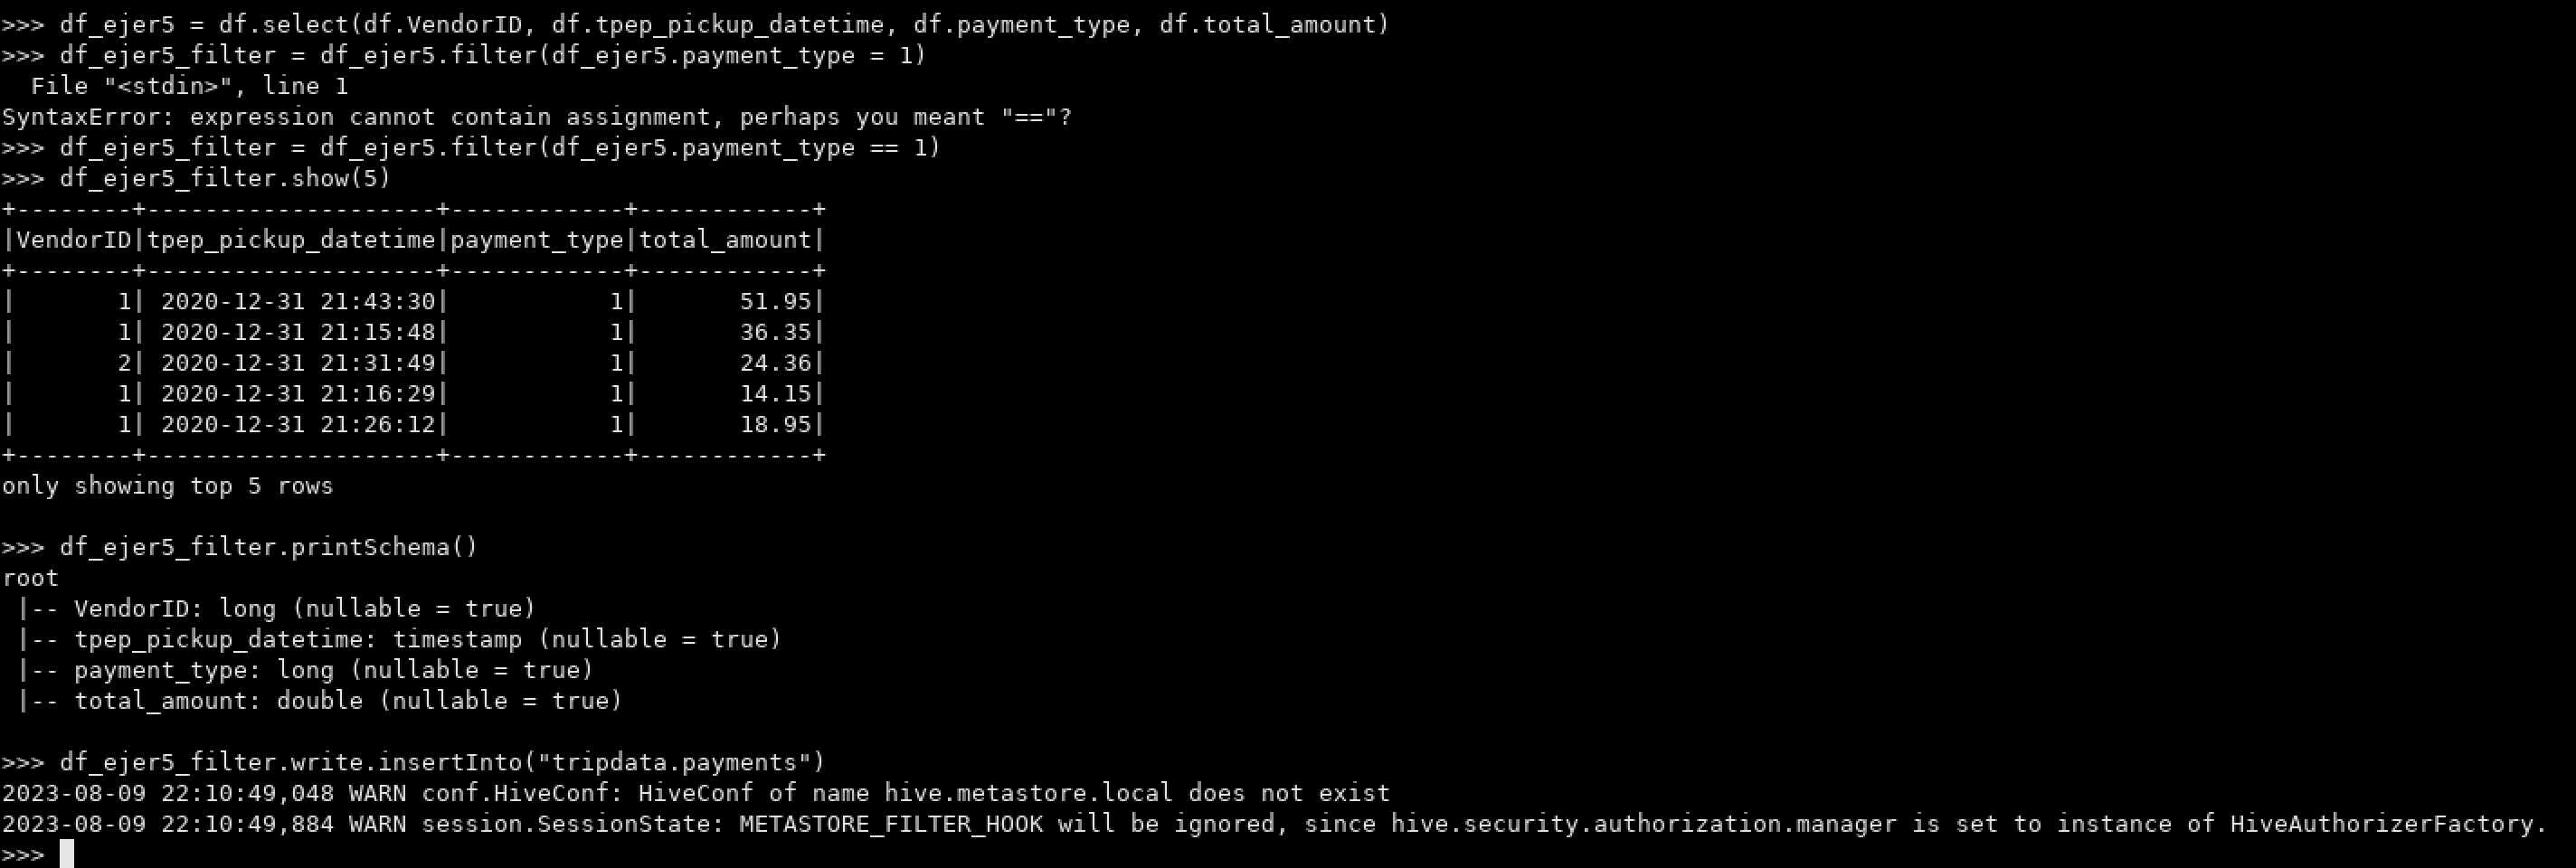 >>> df_ejer5 = df.select(df.VendorID, df.tpep_pickup_datetime, df.payment_type, df.total_amount)
>>> df_ejer5_filter = df_ejer5.filter(df_ejer5.payment_type = 1)
  File "<stdin>", line 1
SyntaxError: expression cannot contain assignment, perhaps you meant "=="?
>>> df_ejer5_filter = df_ejer5.filter(df_ejer5.payment_type == 1)
>>> df_ejer5_filter.show(5)
+--------+--------------------+------------+------------+
|VendorID|tpep_pickup_datetime|payment_type|total_amount|
+--------+--------------------+------------+------------+
|       1| 2020-12-31 21:43:30|           1|       51.95|
|       1| 2020-12-31 21:15:48|           1|       36.35|
|       2| 2020-12-31 21:31:49|           1|       24.36|
|       1| 2020-12-31 21:16:29|           1|       14.15|
|       1| 2020-12-31 21:26:12|           1|       18.95|
+--------+--------------------+------------+------------+
only showing top 5 rows

>>> df_ejer5_filter.printSchema()
root
 |-- VendorID: long (nullable = true)
 |-- tpep_pickup_datetime: timestamp (nullable = true)
 |-- payment_type: long (nullable = true)
 |-- total_amount: double (nullable = true)

>>> df_ejer5_filter.write.insertInto("tripdata.payments")
2023-08-09 22:10:49,048 WARN conf.HiveConf: HiveConf of name hive.metastore.local does not exist
2023-08-09 22:10:49,884 WARN session.SessionState: METASTORE_FILTER_HOOK will be ignored, since hive.security.authorization.manager is set to instance of HiveAuthorizerFactory.
>>>